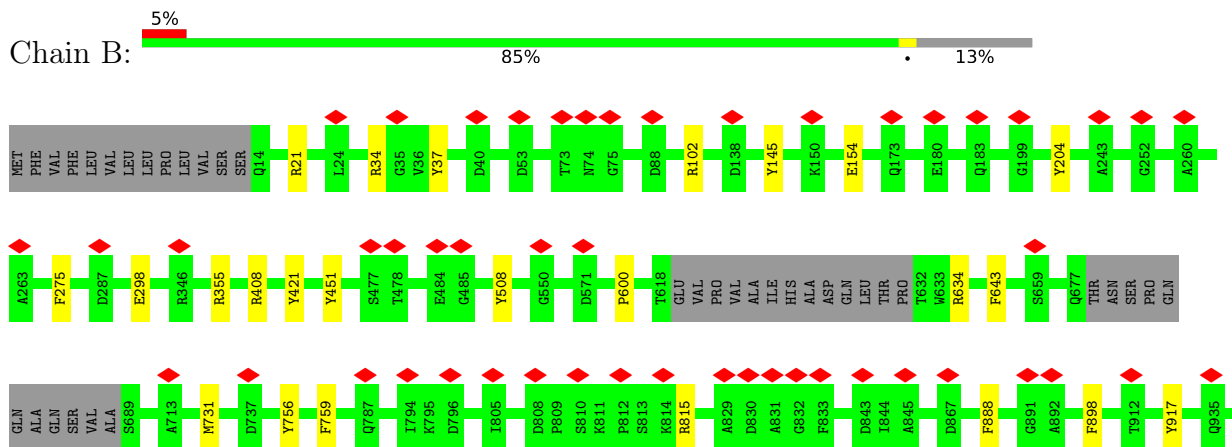 5%
Chain B:
85% • 13%
MET PHE VAL PHE LEU VAL LEU LEU PRO LEU VAL SER SER Q14 R21 L24 R34 G35 V36 Y37 D40 D53 T73 N74 G75 D88 R102 D138 Y145 K150 E154 Q173 E180 Q183 G199 Y204 A243 G252 A260
A263 F275 D287 E298 R346 R355 R408 Y421 Y451 S477 T478 E484 G485 Y508 G550 D571 P600 T618 GLU VAL PRO VAL ALA ILE HIS ALA ASP GLN LEU THR PRO T632 W633 R634 F643 S659 Q677 THR ASN SER PRO GLN
GLN ALA GLN SER VAL ALA S689 A713 M731 D737 Y756 F759 Q787 I794 K795 D796 I805 D808 P809 S810 K811 P812 S813 K814 R815 A829 D830 A831 G832 F833 D843 I844 A845 D867 F888 G891 A892 F898 T912 Y917 Q935